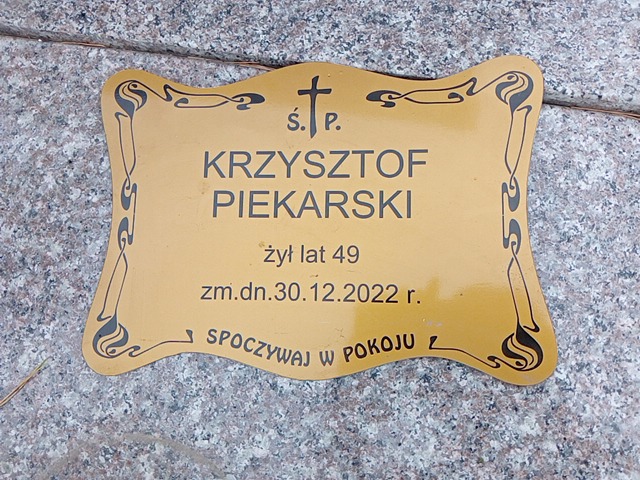 Ś. P.
KRZYSZTOF
PIEKARSKI
żył lat 49
zm.dn.30.12.2022 r.
SPOCZYWAJ W POKOJU